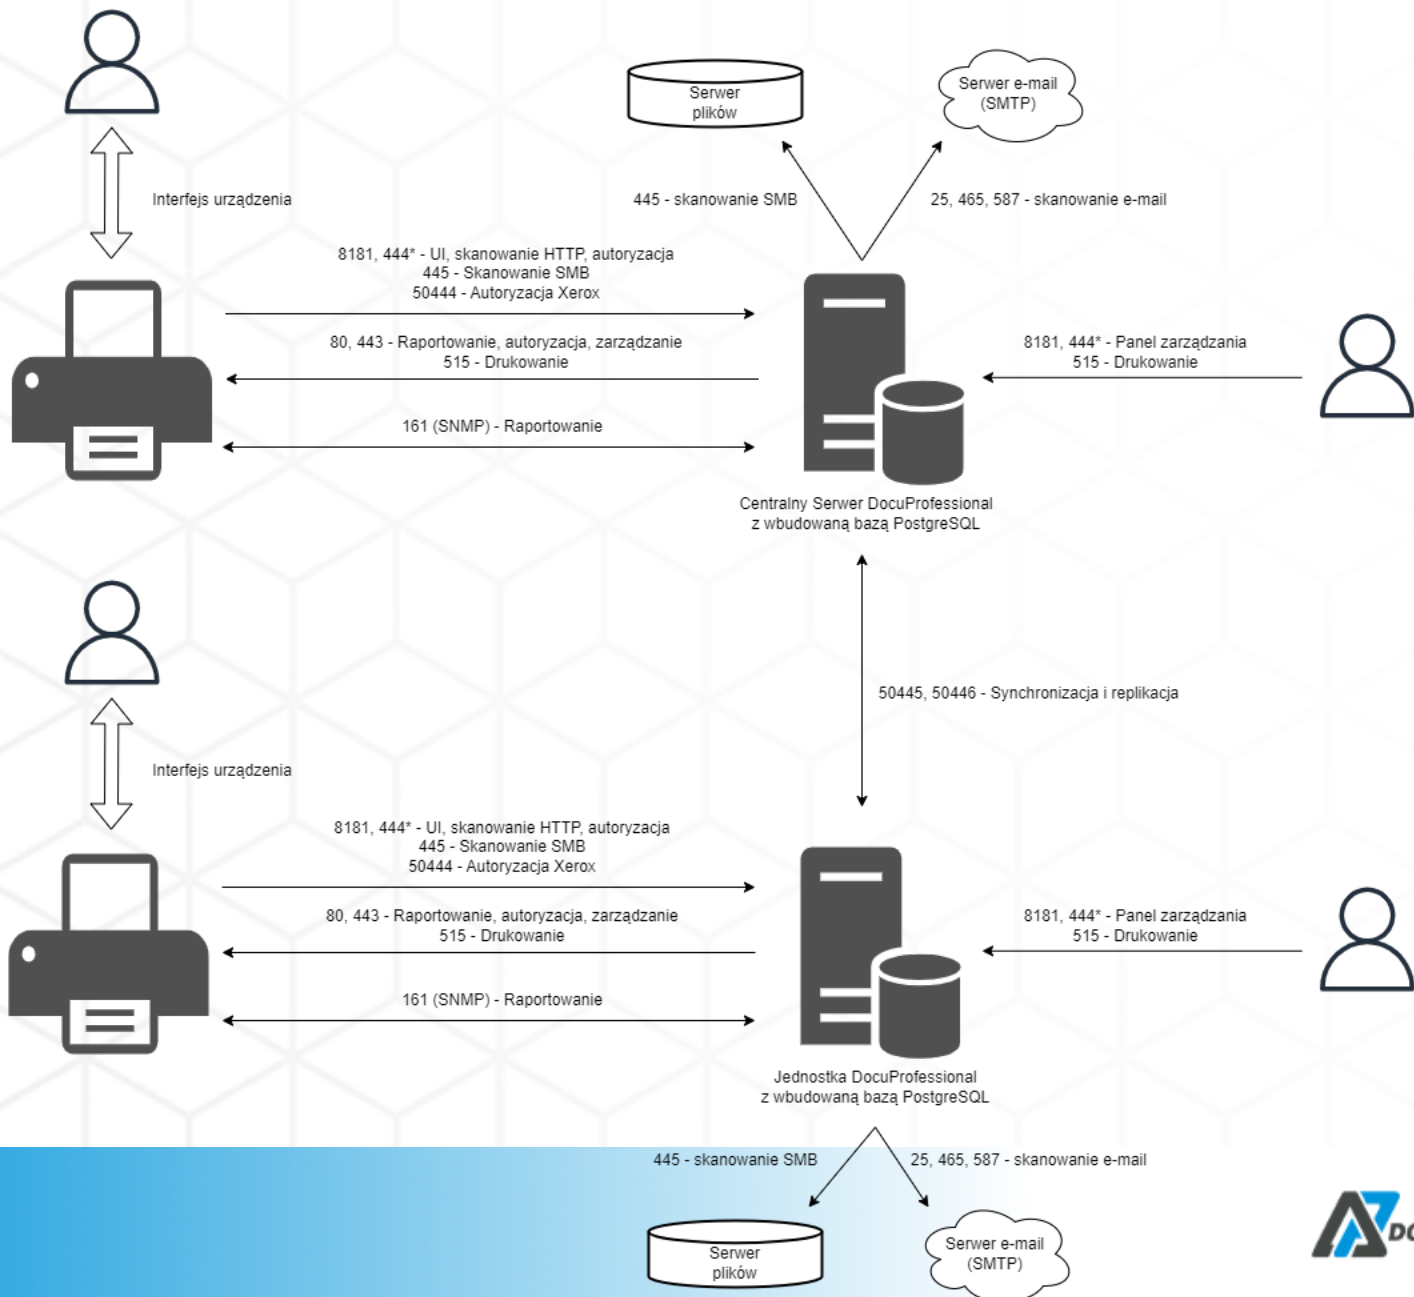 Serwer
plików
Serwer e-mail
(SMTP)
Interfejs urządzenia
445 - skanowanie SMB
25, 465, 587 - skanowanie e-mail
8181, 444* - UI, skanowanie HTTP, autoryzacja
445 - Skanowanie SMB
50444 - Autoryzacja Xerox
80, 443 - Raportowanie, autoryzacja, zarządzanie
515 - Drukowanie
8181, 444* - Panel zarządzania
515 - Drukowanie
161 (SNMP) - Raportowanie
Centralny Serwer DocuProfessional
z wbudowaną bazą PostgreSQL
50445, 50446 - Synchronizacja i replikacja
Interfejs urządzenia
8181, 444* - UI, skanowanie HTTP, autoryzacja
445 - Skanowanie SMB
50444 - Autoryzacja Xerox
80, 443 - Raportowanie, autoryzacja, zarządzanie
515 - Drukowanie
8181, 444* - Panel zarządzania
515 - Drukowanie
161 (SNMP) - Raportowanie
Jednostka DocuProfessional
z wbudowaną bazą PostgreSQL
445 - skanowanie SMB
25, 465, 587 - skanowanie e-mail
Serwer
plików
Serwer e-mail
(SMTP)